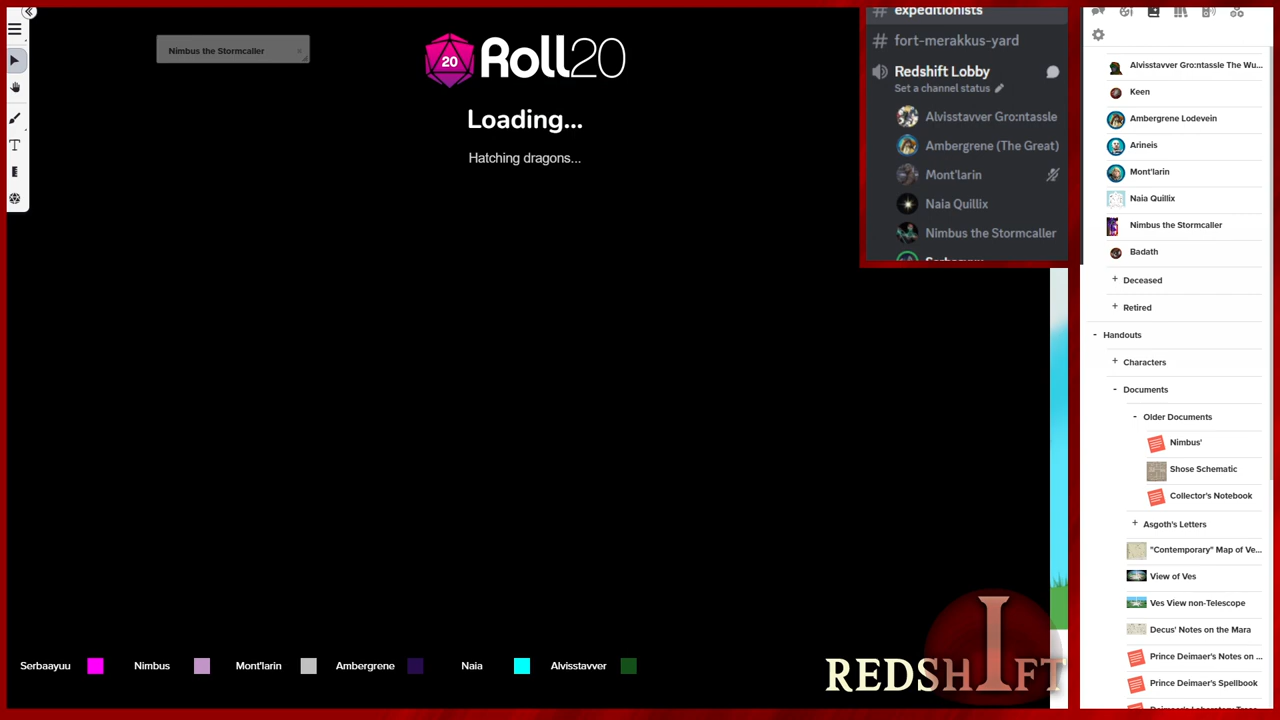 Nimbus the Stormcaller
20
Roll20
Loading...
Hatching dragons...
# expeditionists
# fort-merakkus-yard
Redshift Lobby
Set a channel status
Alvisstavver Gro:ntassle
Ambergrene (The Great)
Mont'larin
Naia Quillix
Nimbus the Stormcaller
Serbaayuu
Alvisstavver Gro:ntassle The Wu...
Keen
Ambergrene Lodevein
Arineis
Mont'larin
Naia Quillix
Nimbus the Stormcaller
Badath
+ Deceased
+ Retired
- Handouts
+ Characters
- Documents
- Older Documents
Nimbus'
Shose Schematic
Collector's Notebook
+ Asgoth's Letters
"Contemporary" Map of Ve...
View of Ves
Ves View non-Telescope
Decus' Notes on the Mara
Prince Deimaer's Notes on ...
Prince Deimaer's Spellbook
Serbaayuu
Nimbus
Mont'larin
Ambergrene
Naia
Alvisstavver
REDSHIFT